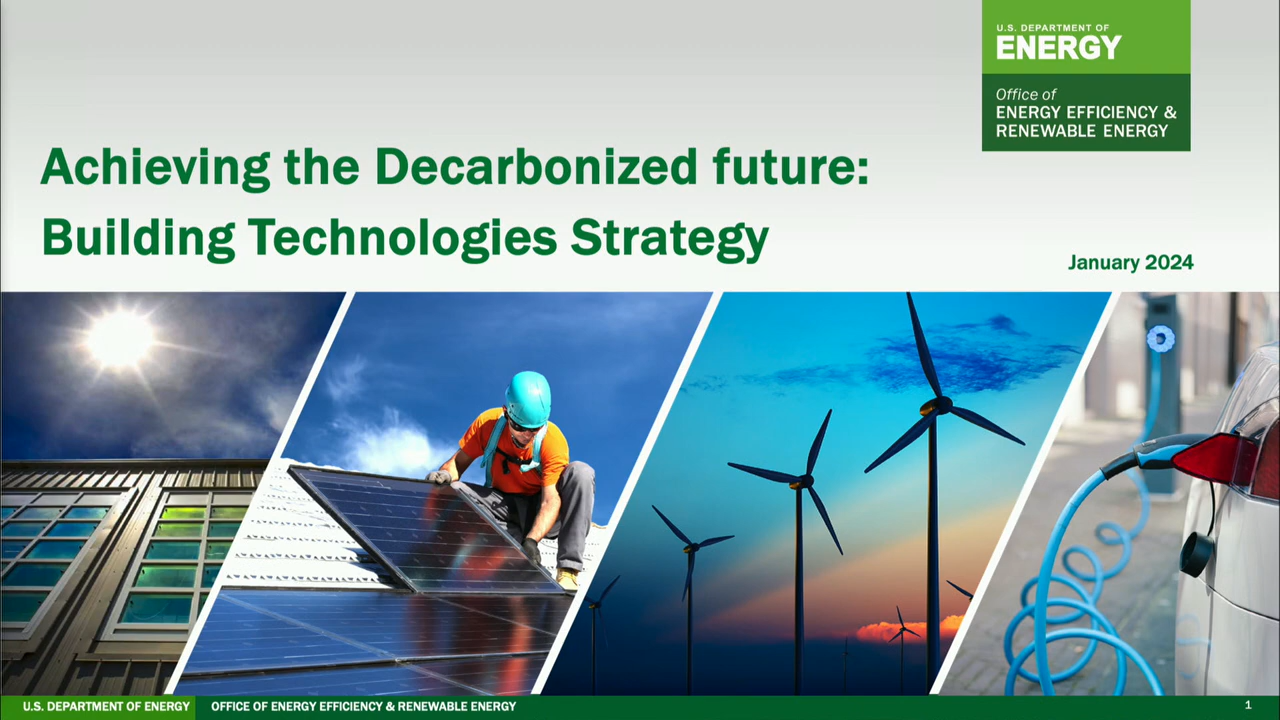 U.S. DEPARTMENT OF
ENERGY
Office of
ENERGY EFFICIENCY &
RENEWABLE ENERGY
Achieving the Decarbonized future:
Building Technologies Strategy
January 2024
U.S. DEPARTMENT OF ENERGY OFFICE OF ENERGY EFFICIENCY & RENEWABLE ENERGY 1